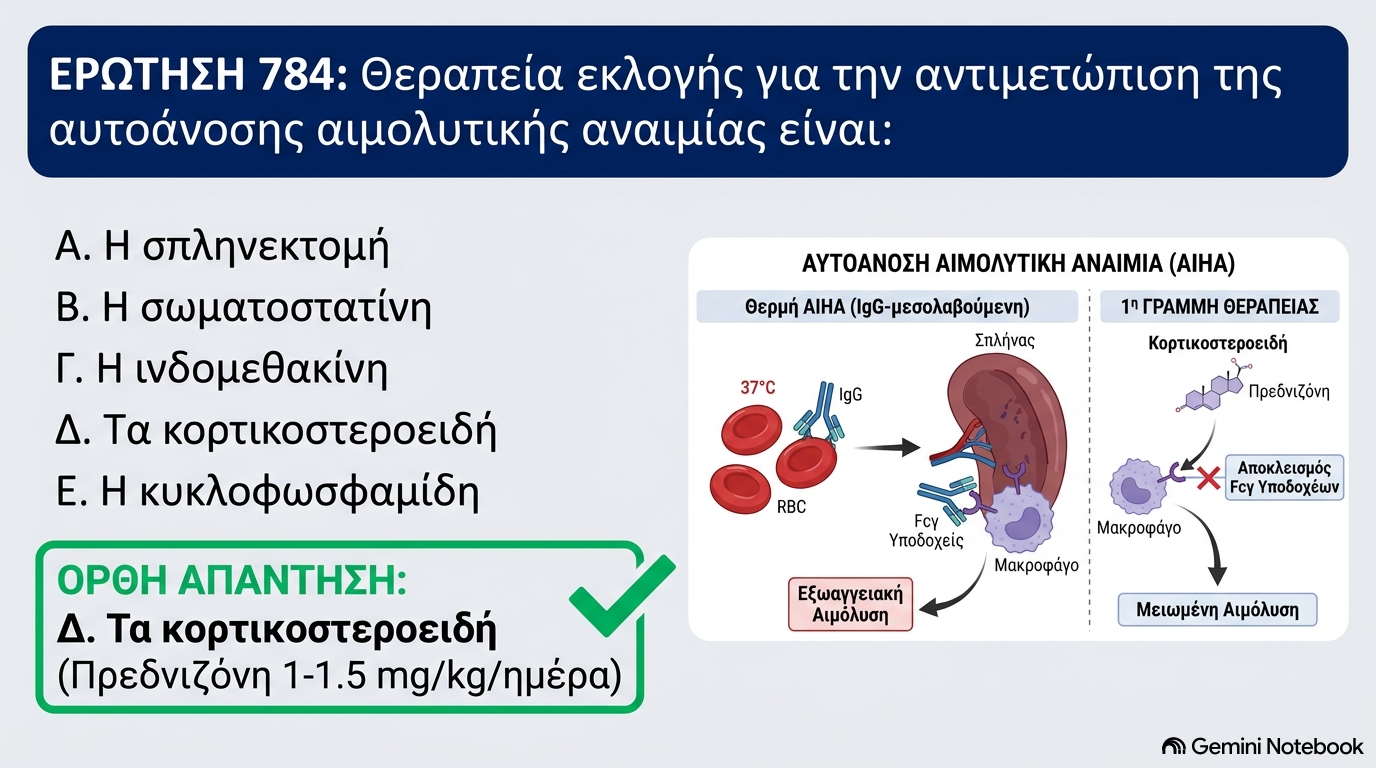 ΕΡΩΤΗΣΗ 784: Θεραπεία εκλογής για την αντιμετώπιση της
αυτοάνοσης αιμολυτικής αναιμίας είναι:
Α. Η σπληνεκτομή
Β. Η σωματοστατίνη
Γ. Η ινδομεθακίνη
Δ. Τα κορτικοστεροειδή
Ε. Η κυκλοφωσφαμίδη
ΟΡΘΗ ΑΠΑΝΤΗΣΗ:
Δ. Τα κορτικοστεροειδή
(Πρεδνιζόνη 1-1.5 mg/kg/ημέρα)
ΑΥΤΟΑΝΟΣΗ ΑΙΜΟΛΥΤΙΚΗ ΑΝΑΙΜΙΑ (AIHA)
Θερμή AIHA (IgG-μεσολαβούμενη)
37°C
IgG
RBC
Σπλήνας
Fcγ
Υποδοχείς
Μακροφάγο
Εξωαγγειακή
Αιμόλυση
1η ΓΡΑΜΜΗ ΘΕΡΑΠΕΙΑΣ
Κορτικοστεροειδή
Πρεδνιζόνη
Αποκλεισμός
Fcγ Υποδοχέων
Μακροφάγο
Μειωμένη Αιμόλυση
Gemini Notebook